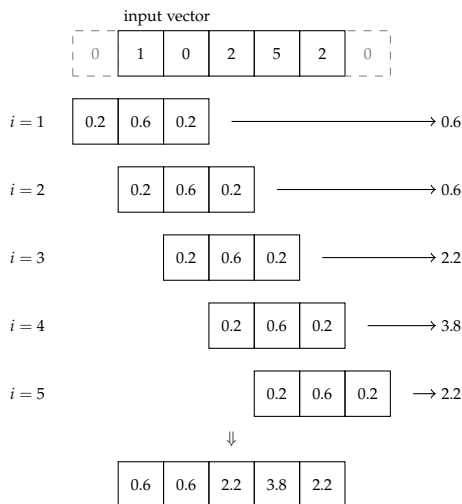 input vector
0 1 0 2 5 2 0
i = 1 0.2 0.6 0.2 0.6
i = 2 0.2 0.6 0.2 0.6
i = 3 0.2 0.6 0.2 2.2
i = 4 0.2 0.6 0.2 3.8
i = 5 0.2 0.6 0.2 2.2
⇓
0.6 0.6 2.2 3.8 2.2